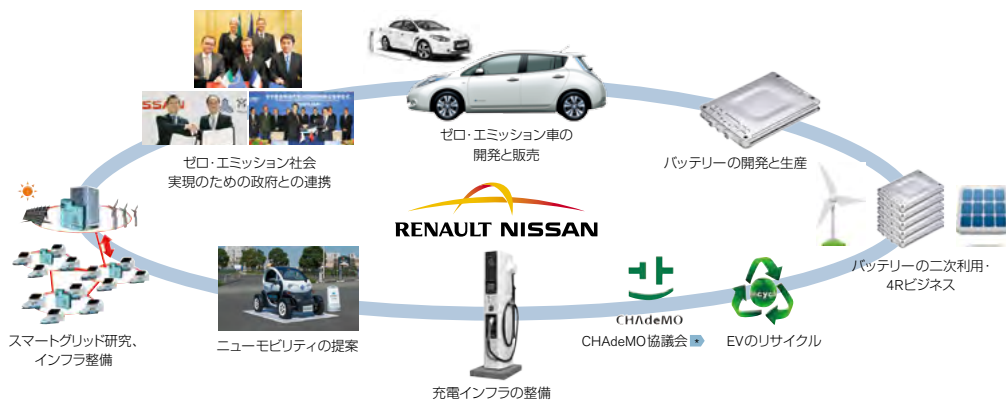 ゼロ・エミッション車の
開発と販売
バッテリーの開発と生産
SSAN
ゼロ・エミッション社会
実現のための政府との連携
RENAULT NISSAN
バッテリーの二次利用・
4Rビジネス
CHAdeMO
recycle
スマートグリッド研究、
インフラ整備
ニューモビリティの提案
CHAdeMO協議会 *
EVのリサイクル
充電インフラの整備